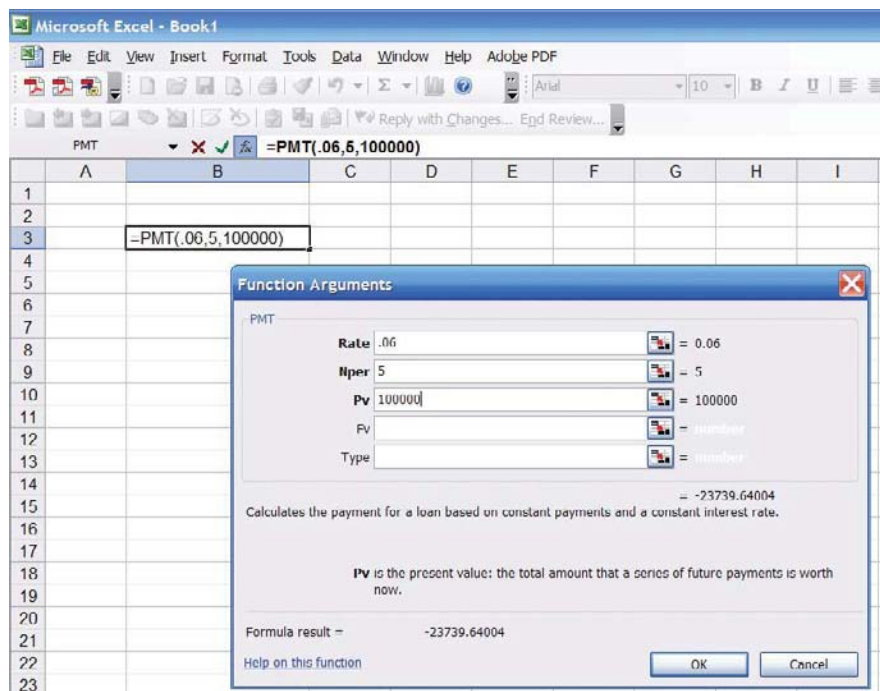 Microsoft Excel - Book1
File Edit View Insert Format Tools Data Window Help Adobe PDF
Arial 10 B I U
Reply with Changes... End Review...
PMT =PMT(.06,5,100000)
A B C D E F G H I
1
2
3 =PMT(.06,5,100000)
4
5 Function Arguments
6
7 PMT
8 Rate .06 = 0.06
9 Nper 5 = 5
10 Pv 100000 = 100000
11
12 Fv = number
13 Type = number
14
15 = -23739.64004
Calculates the payment for a loan based on constant payments and a constant interest rate.
16
17
18 Pv is the present value: the total amount that a series of future payments is worth
19 now.
20
21 Formula result = -23739.64004
22 Help on this function OK Cancel
23